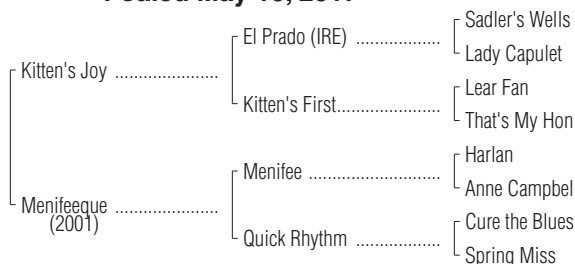 Sadler's Wells
El Prado (IRE) ..................
Lady Capulet
Kitten's Joy ......................
Lear Fan
Kitten's First......................
That's My Hon
Harlan
Menifee ......................
Anne Campbel
Menifeeque ......................
(2001)
Cure the Blues
Quick Rhythm ..................
Spring Miss